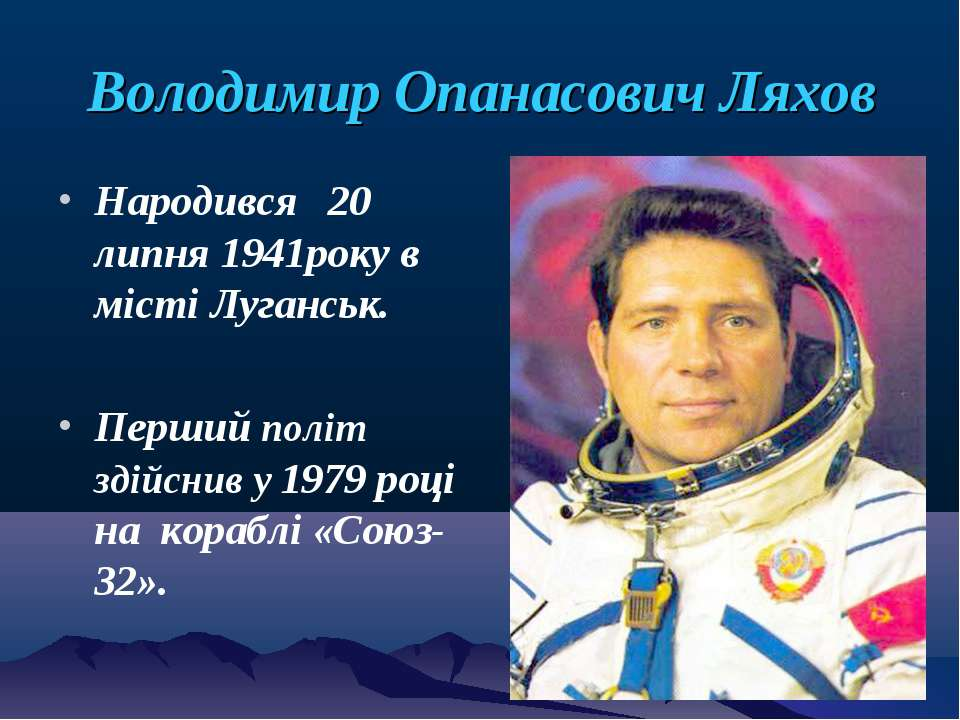 Володимир Опанасович Ляхов
• Народився 20
липня 1941року в
місті Луганськ.
• Перший політ
здійснив у 1979 році
на кораблі «Союз-
32».